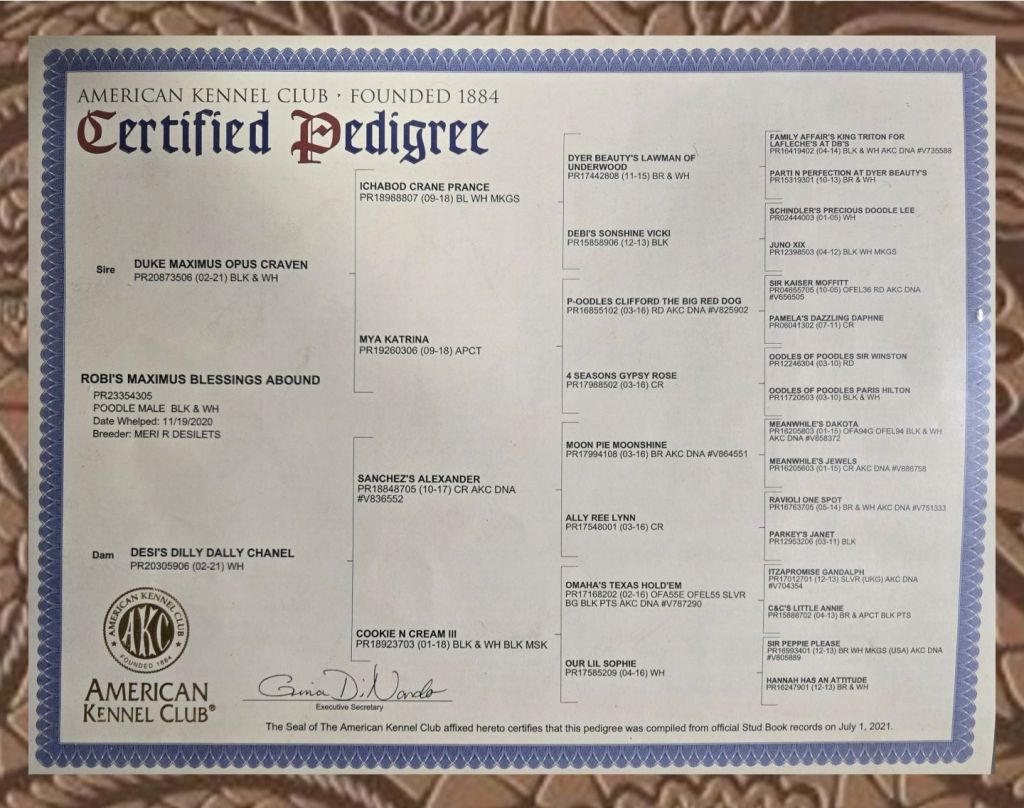 AMERICAN KENNEL CLUB · FOUNDED 1884
Certified Pedigree
Sire
DUKE MAXIMUS OPUS CRAVEN
PR20873506 (02-21) BLK & WH
ROBI'S MAXIMUS BLESSINGS ABOUND
PR23354305
POODLE MALE BLK & WH
Date Whelped: 11/19/2020
Breeder: MERI R DESILETS
Dam
DESI'S DILLY DALLY CHANEL
PR20305906 (02-21) WH
ICHABOD CRANE PRANCE
PR18988807 (09-18) BL WH MKGS
MYA KATRINA
PR19260306 (09-18) APCT
SANCHEZ'S ALEXANDER
PR18848705 (10-17) CR AKC DNA
#V836552
COOKIE N CREAM III
PR18923703 (01-18) BLK & WH BLK MSK
DYER BEAUTY'S LAWMAN OF
UNDERWOOD
PR17442808 (11-15) BR & WH
DEBI'S SONSHINE VICKI
PR15858906 (12-13) BLK
P-OODLES CLIFFORD THE BIG RED DOG
PR16855102 (03-16) RD AKC DNA #V825902
4 SEASONS GYPSY ROSE
PR17988502 (03-16) CR
MOON PIE MOONSHINE
PR17994108 (03-16) BR AKC DNA #V864551
ALLY REE LYNN
PR17548001 (03-16) CR
OMAHA'S TEXAS HOLD'EM
PR17168202 (02-16) OFA55E OFEL55 SLVR
BG BLK PTS AKC DNA #V787290
OUR LIL SOPHIE
PR17585209 (04-16) WH
FAMILY AFFAIR'S KING TRITON FOR
LAFLECHE'S AT DB'S
PR16419402 (04-14) BLK & WH AKC DNA #V735588
PARTI N PERFECTION AT DYER BEAUTY'S
PR15319301 (10-13) BR & WH
SCHINDLER'S PRECIOUS DOODLE LEE
PR02444003 (01-05) WH
JUNO XIX
PR12398503 (04-12) BLK WH MKGS
SIR KAISER MOFFITT
PR04655705 (10-05) OFEL36 RD AKC DNA
#V656505
PAMELA'S DAZZLING DAPHNE
PR06041302 (07-11) CR
OODLES OF POODLES SIR WINSTON
PR12246304 (03-10) RD
OODLES OF POODLES PARIS HILTON
PR11720503 (03-10) BLK & WH
MEANWHILE'S DAKOTA
PR16205803 (01-15) OFA94G OFEL94 BLK & WH
AKC DNA #V858372
MEANWHILE'S JEWELS
PR16205603 (01-15) CR AKC DNA #V886758
RAVIOLI ONE SPOT
PR16763705 (05-14) BR & WH AKC DNA #V751333
PARKEY'S JANET
PR12953206 (03-11) BLK
ITZAPROMISE GANDALPH
PR17012701 (12-13) SLVR (UKG) AKC DNA
#V704354
C&C'S LITTLE ANNIE
PR15888702 (04-13) BR & APCT BLK PTS
SIR PEPPIE PLEASE
PR16993401 (12-13) BR WH MKGS (USA) AKC DNA
#V805889
HANNAH HAS AN ATTITUDE
PR16247901 (12-13) BR & WH
AMERICAN KENNEL CLUB
AKC
FOUNDED 1884
AMERICAN
KENNEL CLUB®
Gina DiNardo
Executive Secretary
The Seal of The American Kennel Club affixed hereto certifies that this pedigree was compiled from official Stud Book records on July 1, 2021.